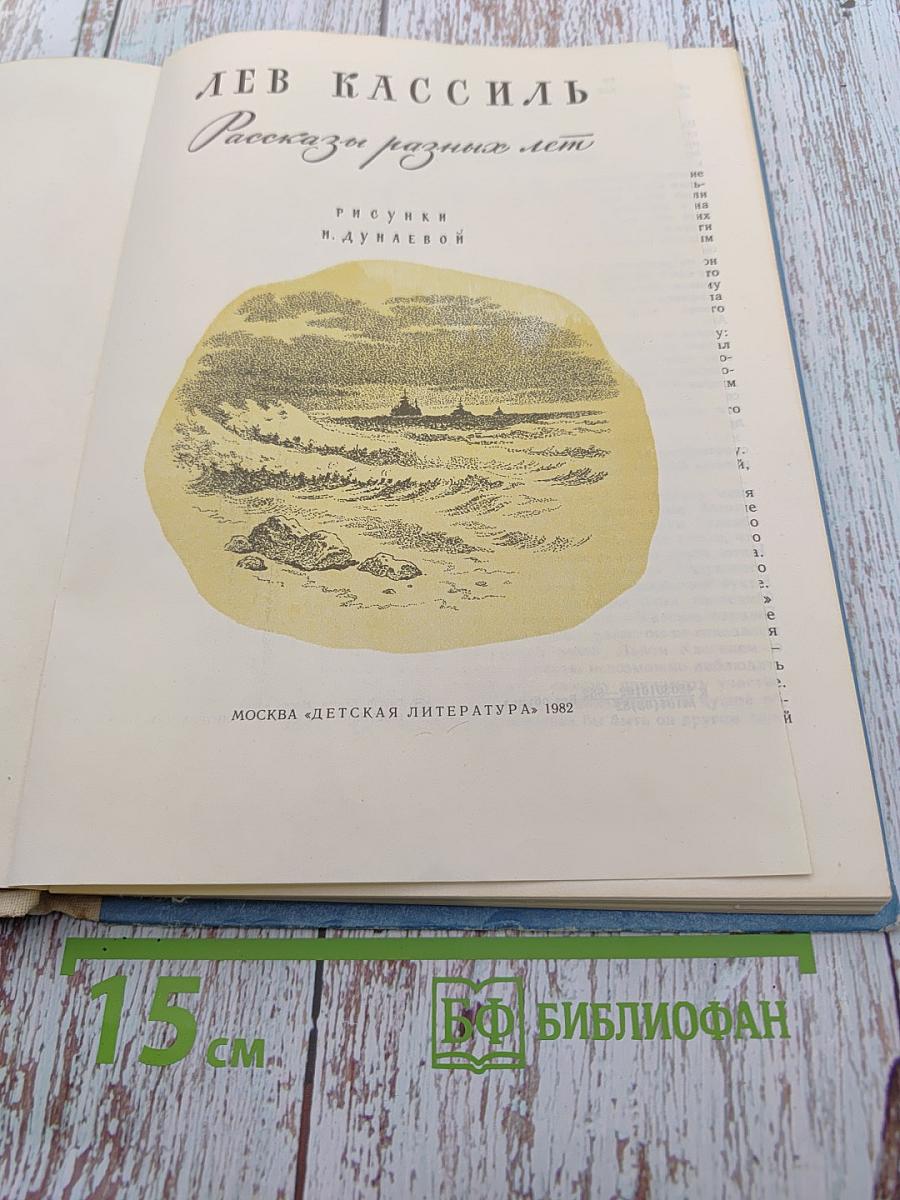 ЛЕВ КАССИЛЬ
Рассказы разных лет
РИСУНКИ
И. ДУНАЕВОЙ
МОСКВА «ДЕТСКАЯ ЛИТЕРАТУРА» 1982
15 см
БФ БИБЛИОФАН